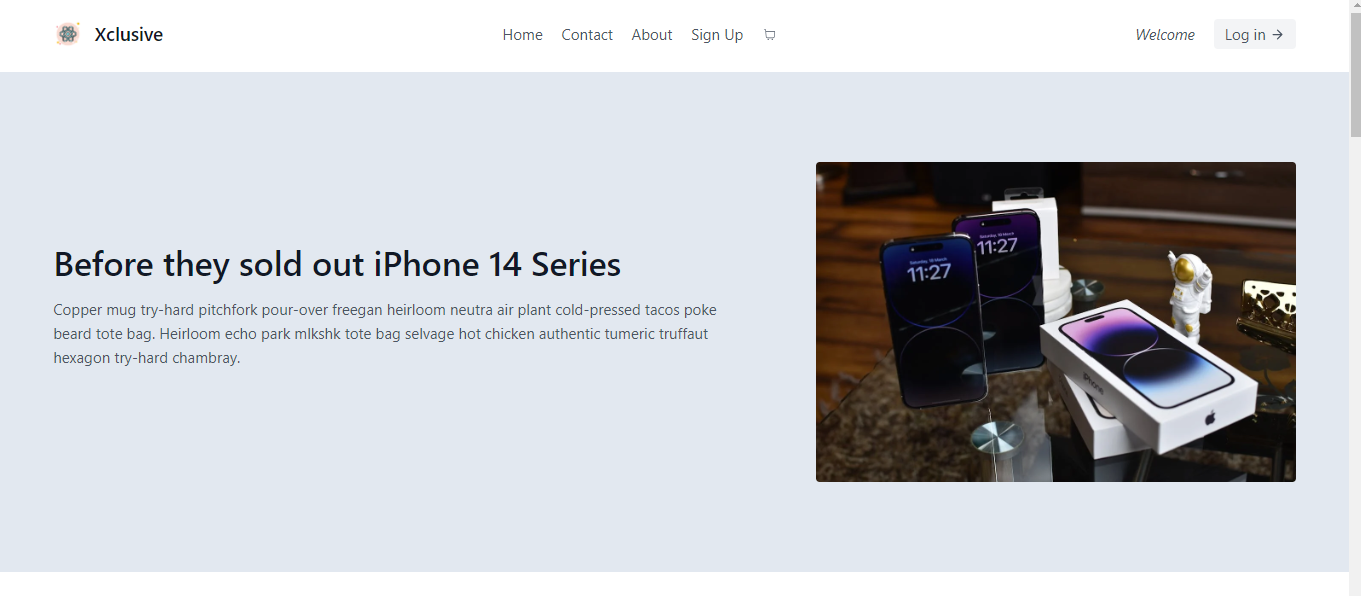 Xclusive
Home Contact About Sign Up
Welcome
Log in →
Before they sold out iPhone 14 Series
Copper mug try-hard pitchfork pour-over freegan heirloom neutra air plant cold-pressed tacos poke
beard tote bag. Heirloom echo park mlkshk tote bag selvage hot chicken authentic tumeric truffaut
hexagon try-hard chambray.
11:27
11:27
iPhone